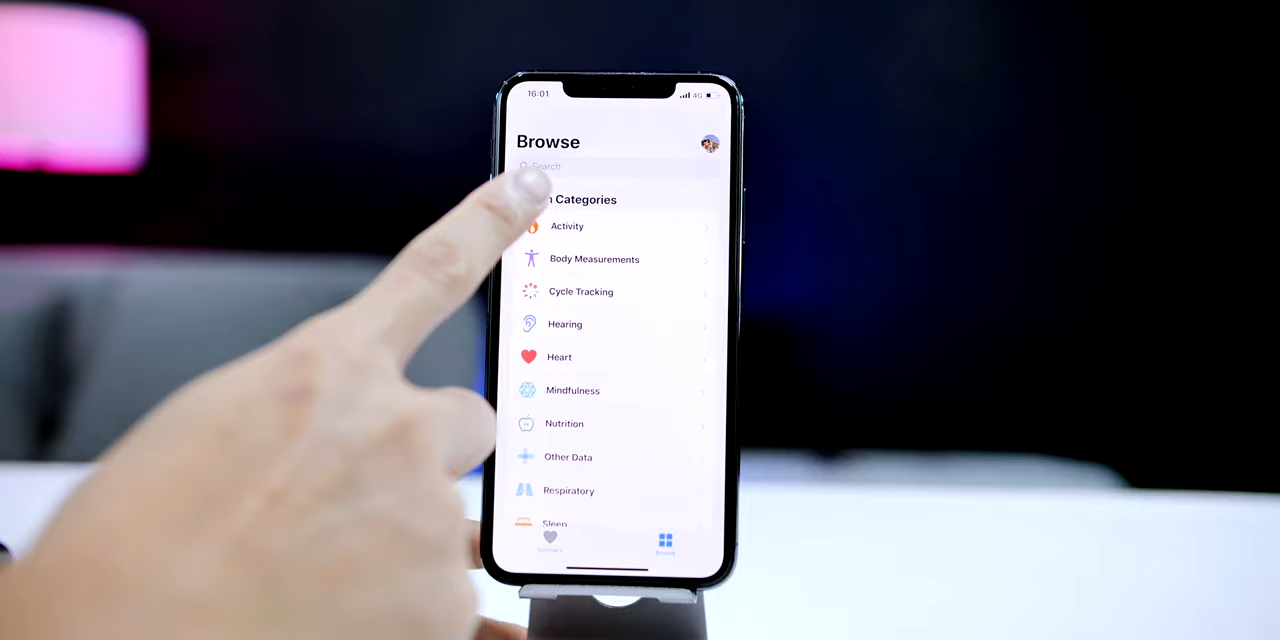 16:01
4G
Browse
Search
Categories
Activity
Body Measurements
Cycle Tracking
Hearing
Heart
Mindfulness
Nutrition
Other Data
Respiratory
Sleep
Summary
Browse